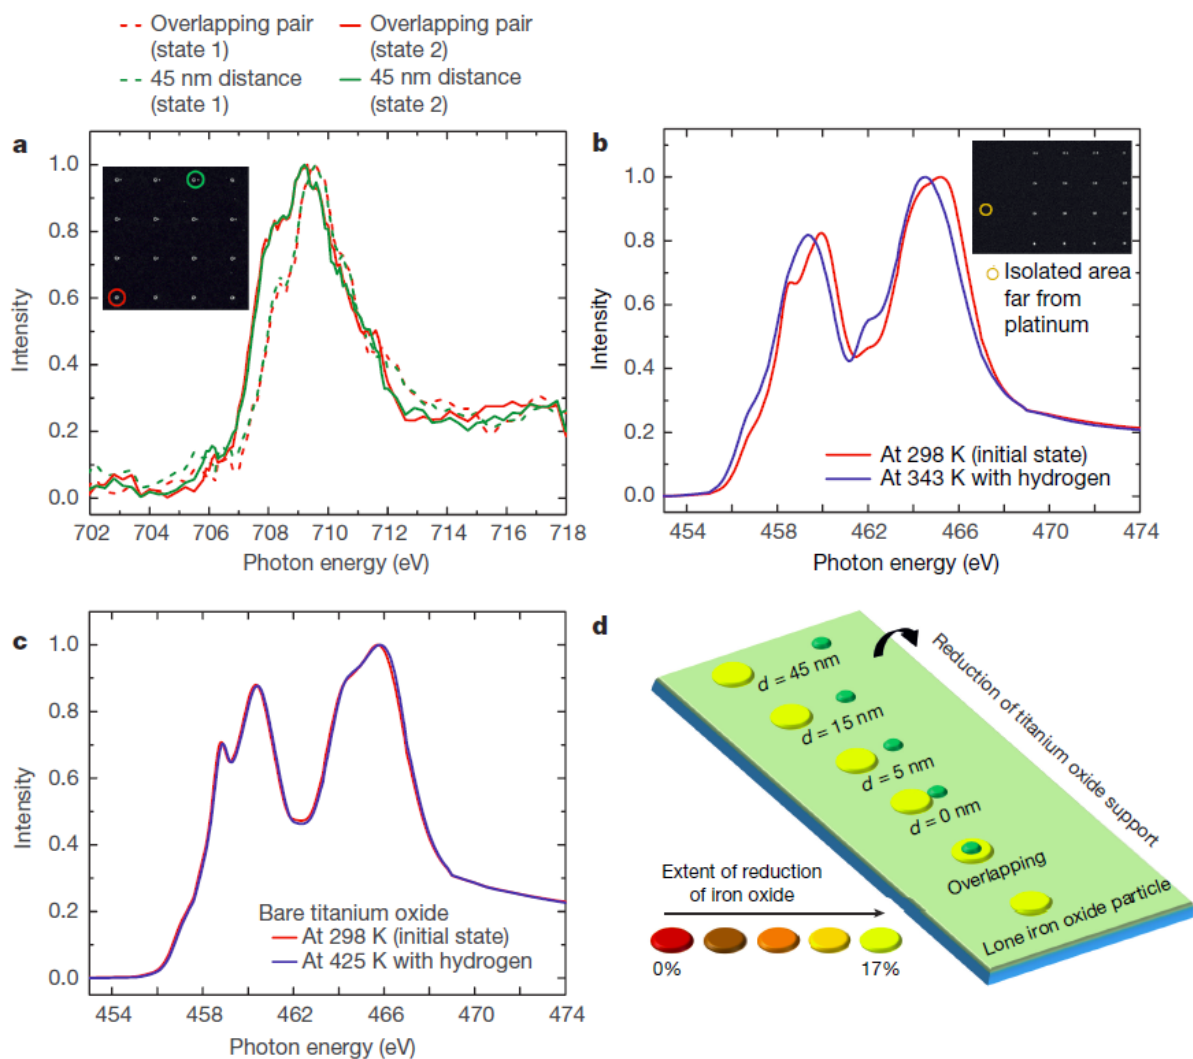 Overlapping pair
(state 1)
Overlapping pair
(state 2)
45 nm distance
(state 1)
45 nm distance
(state 2)
a
Intensity
1.0
0.8
0.6
0.4
0.2
0.0
702 704 706 708 710 712 714 716 718
Photon energy (eV)
b
Intensity
1.0
0.8
0.6
0.4
0.2
0.0
Isolated area
far from
platinum
At 298 K (initial state)
At 343 K with hydrogen
454 458 462 466 470 474
Photon energy (eV)
c
Intensity
1.0
0.8
0.6
0.4
0.2
0.0
Bare titanium oxide
At 298 K (initial state)
At 425 K with hydrogen
454 458 462 466 470 474
Photon energy (eV)
d
Reduction of titanium oxide support
d = 45 nm
d = 15 nm
d = 5 nm
d = 0 nm
Overlapping
Lone iron oxide particle
Extent of reduction
of iron oxide
0% 17%